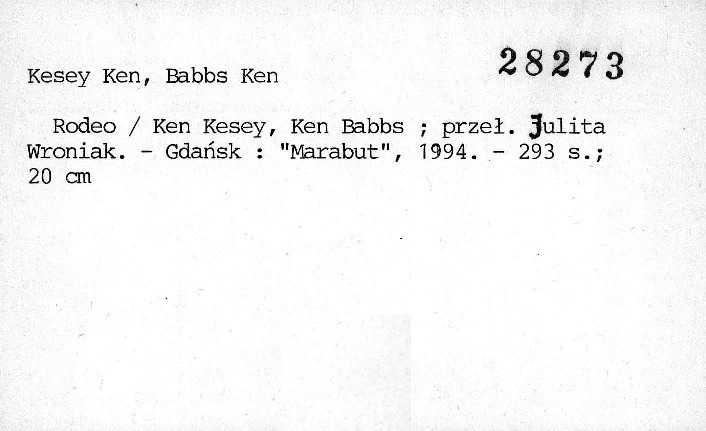 28273
Kesey Ken, Babbs Ken
Rodeo / Ken Kesey, Ken Babbs ; przeł. Julita
Wroniak. - Gdańsk : "Marabut", 1994. - 293 s.;
20 cm